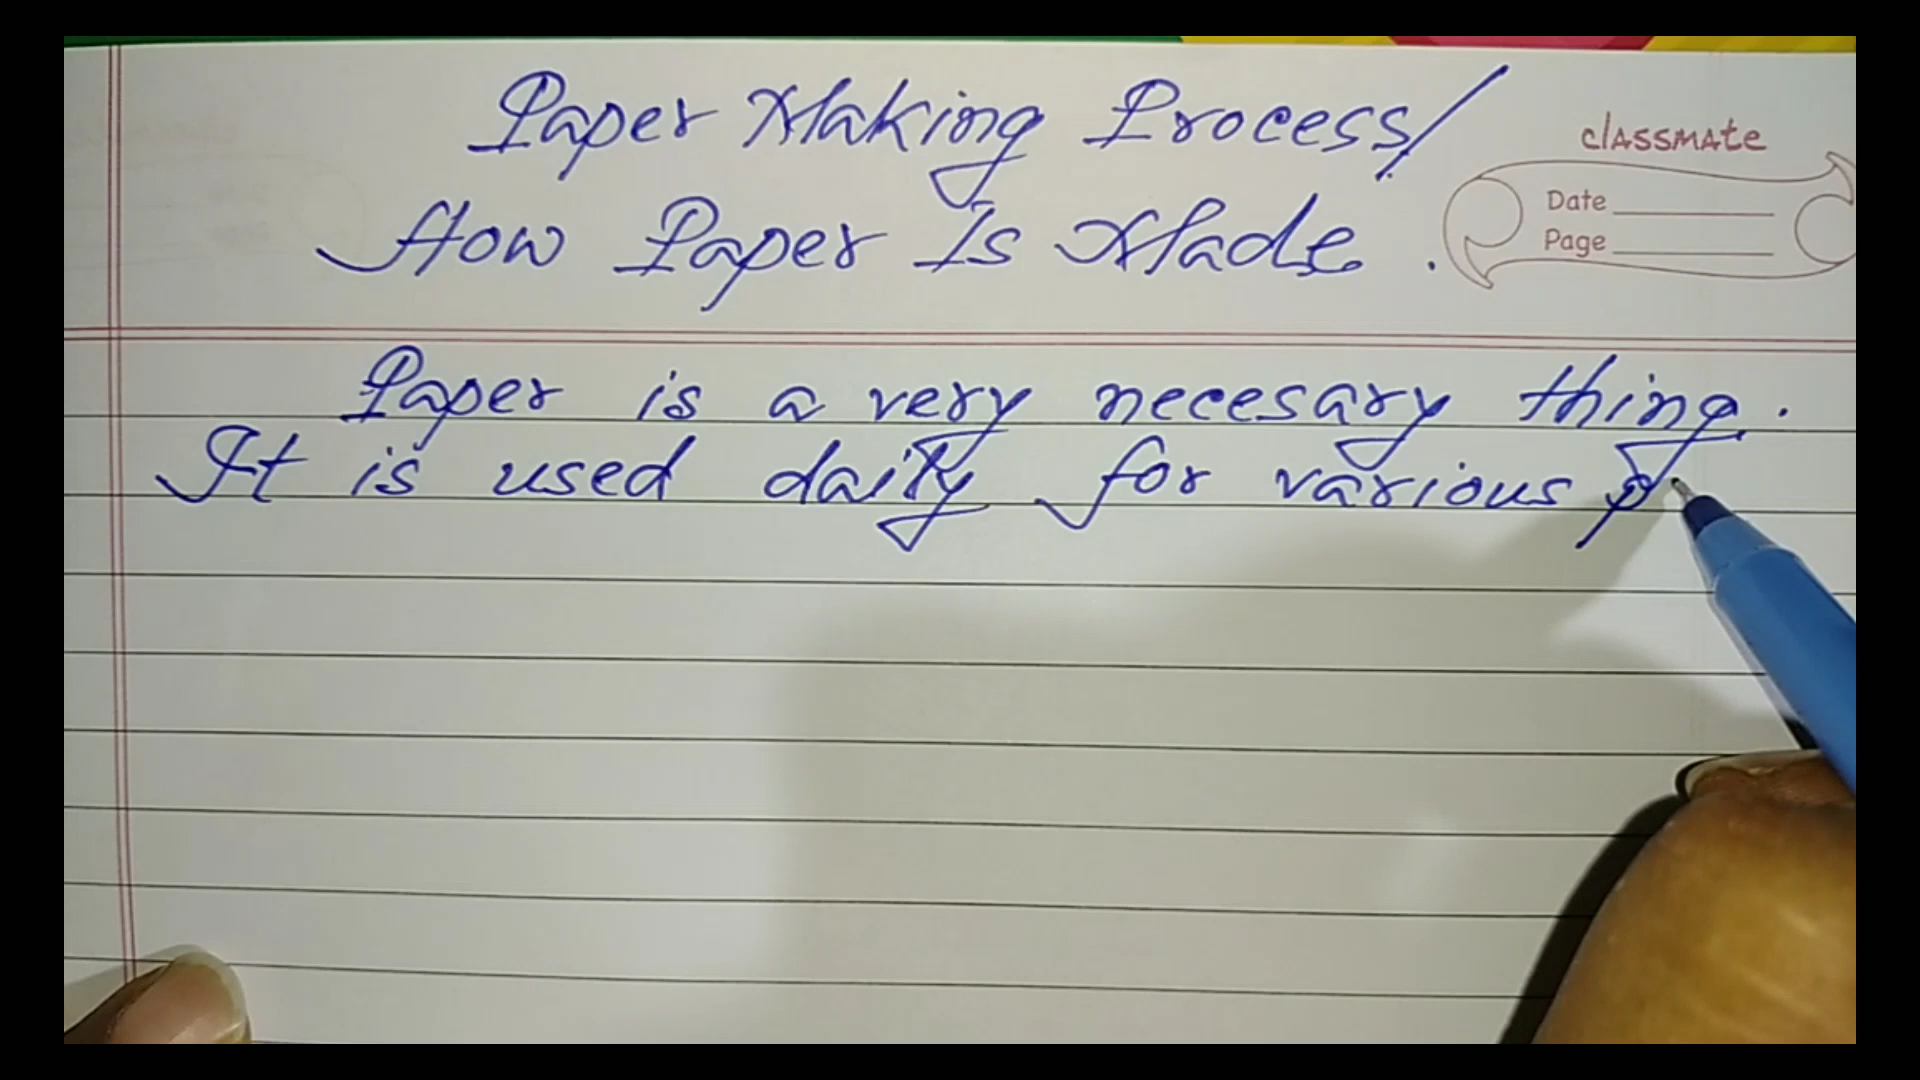 Paper Making Process/
How Paper Is Made.
classmate
Date
Page
Paper is a very necesary thing.
It is used daily for various p